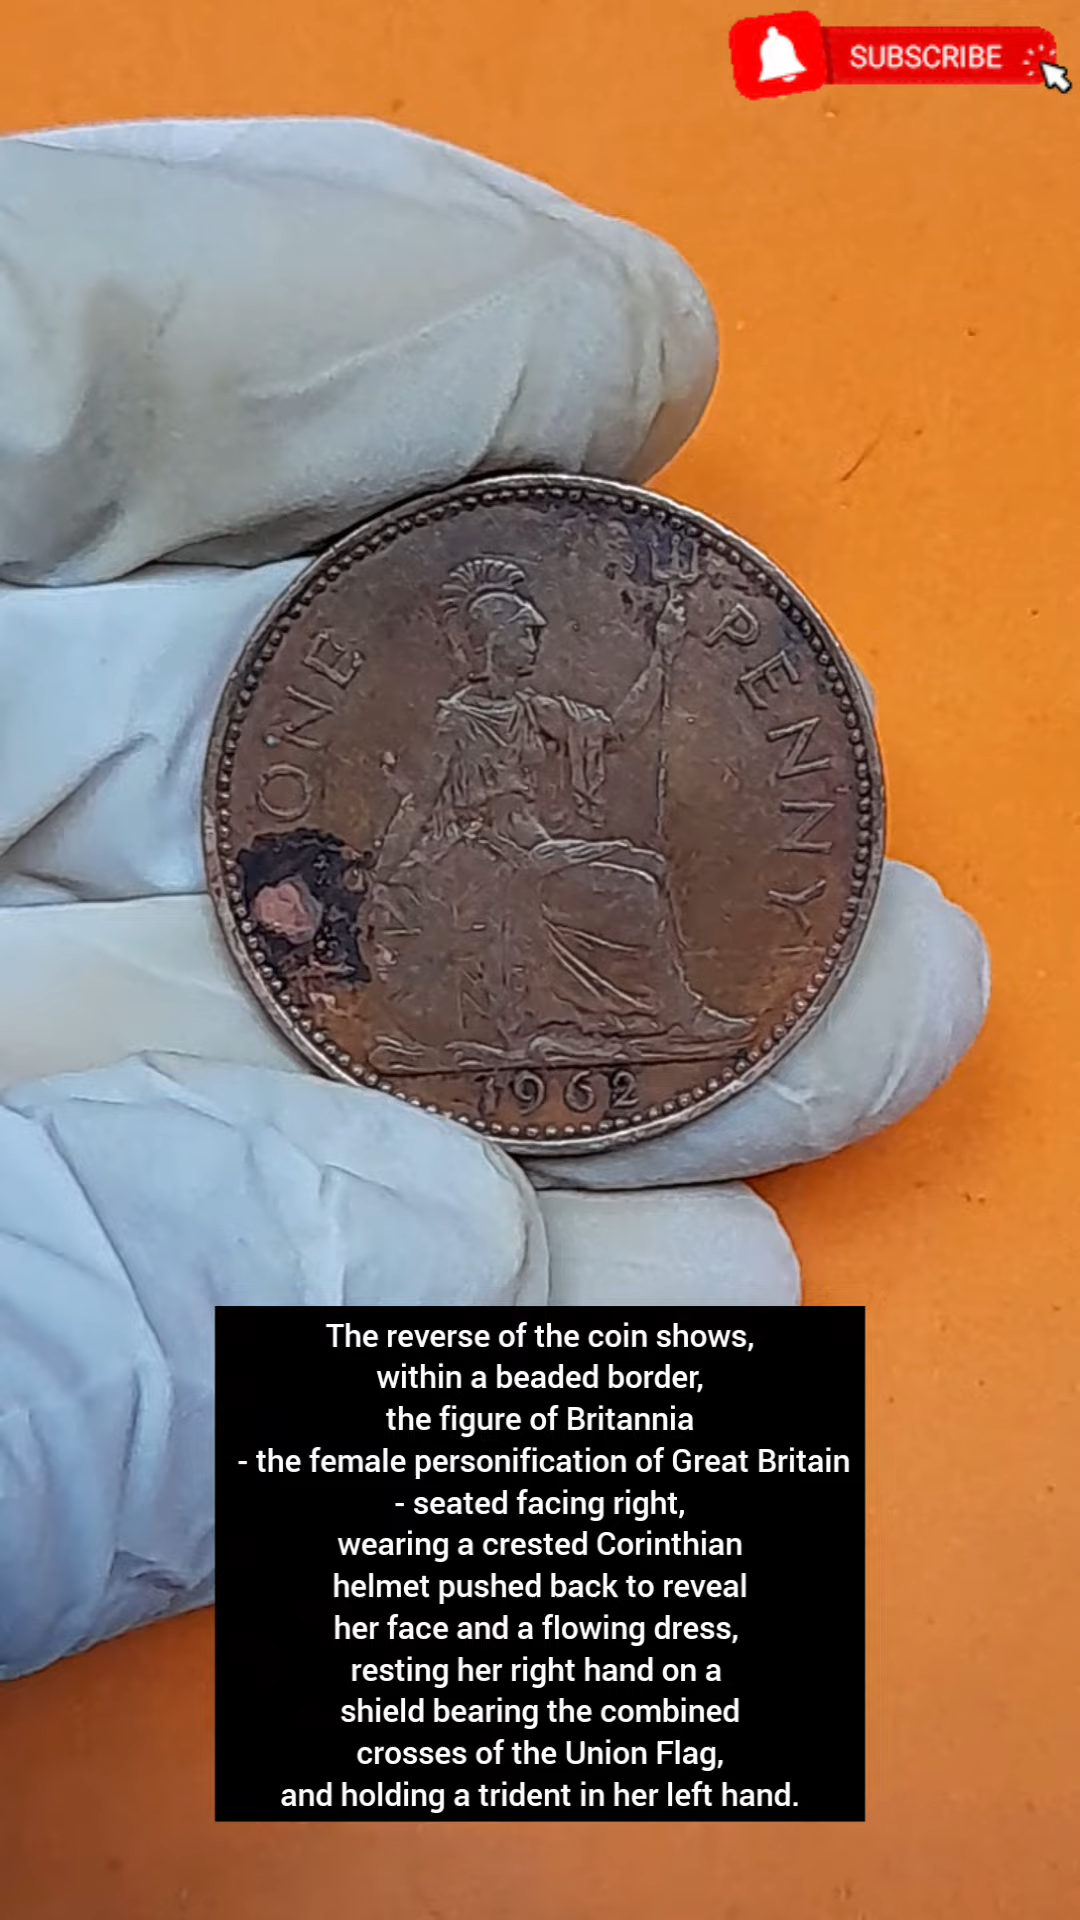 SUBSCRIBE
ONE PENNY
1962
The reverse of the coin shows,
within a beaded border,
the figure of Britannia
- the female personification of Great Britain
- seated facing right,
wearing a crested Corinthian
helmet pushed back to reveal
her face and a flowing dress,
resting her right hand on a
shield bearing the combined
crosses of the Union Flag,
and holding a trident in her left hand.